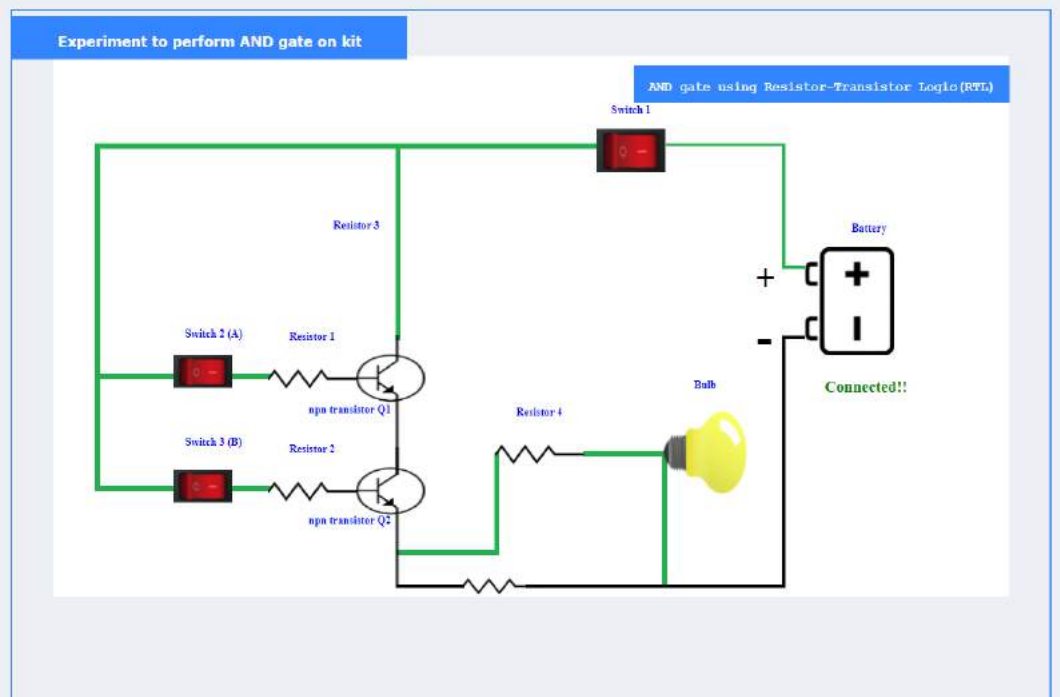 Experiment to perform AND gate on kit
AND gate using Resistor-Transistor Logic(RTL)
Switch 1
Resistor 3
Battery
+
+
-
-
Switch 2 (A)
Resistor 1
npn transistor Q1
Connected!!
Bulb
Resistor 4
Switch 3 (B)
Resistor 2
npn transistor Q2